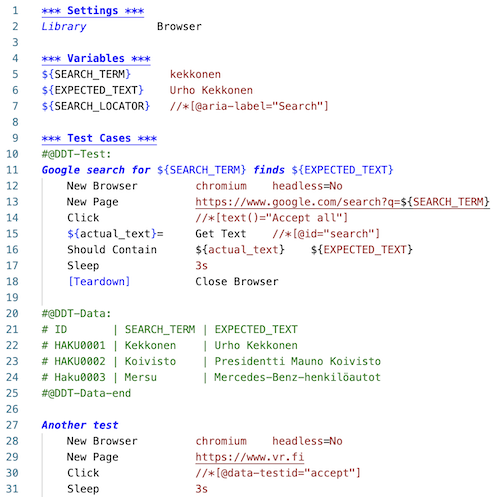 1 *** Settings ***
2 Library Browser
3
4 *** Variables ***
5 ${SEARCH_TERM} kekkonen
6 ${EXPECTED_TEXT} Urho Kekkonen
7 ${SEARCH_LOCATOR} //*[@aria-label="Search"]
8
9 *** Test Cases ***
10 #@DDT-Test:
11 Google search for ${SEARCH_TERM} finds ${EXPECTED_TEXT}
12 New Browser chromium headless=No
13 New Page https://www.google.com/search?q=${SEARCH_TERM}
14 Click //*[text()="Accept all"]
15 ${actual_text}= Get Text //*[@id="search"]
16 Should Contain ${actual_text} ${EXPECTED_TEXT}
17 Sleep 3s
18 [Teardown] Close Browser
19
20 #@DDT-Data:
21 # ID | SEARCH_TERM | EXPECTED_TEXT
22 # HAKU0001 | Kekkonen | Urho Kekkonen
23 # HAKU0002 | Koivisto | Presidentti Mauno Koivisto
24 # Haku0003 | Mersu | Mercedes-Benz-henkilöautot
25 #@DDT-Data-end
26
27 Another test
28 New Browser chromium headless=No
29 New Page https://www.vr.fi
30 Click //*[@data-testid="accept"]
31 Sleep 3s